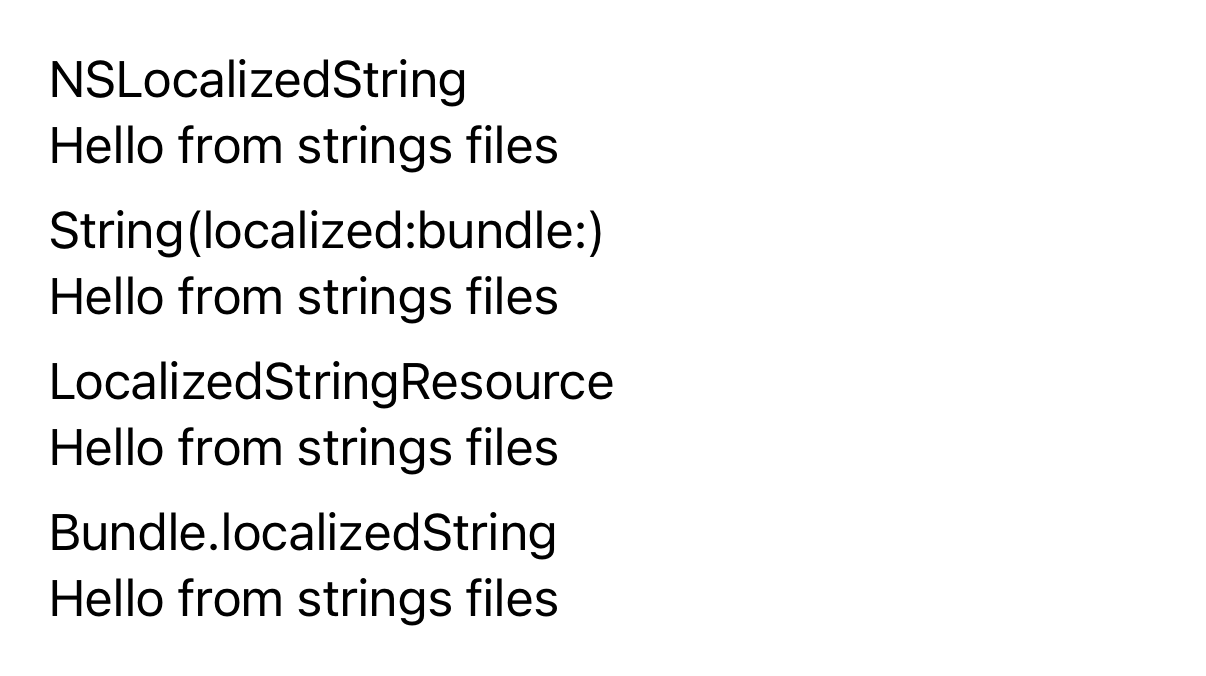 NSLocalizedString
Hello from strings files
String(localized:bundle:)
Hello from strings files
LocalizedStringResource
Hello from strings files
Bundle.localizedString
Hello from strings files